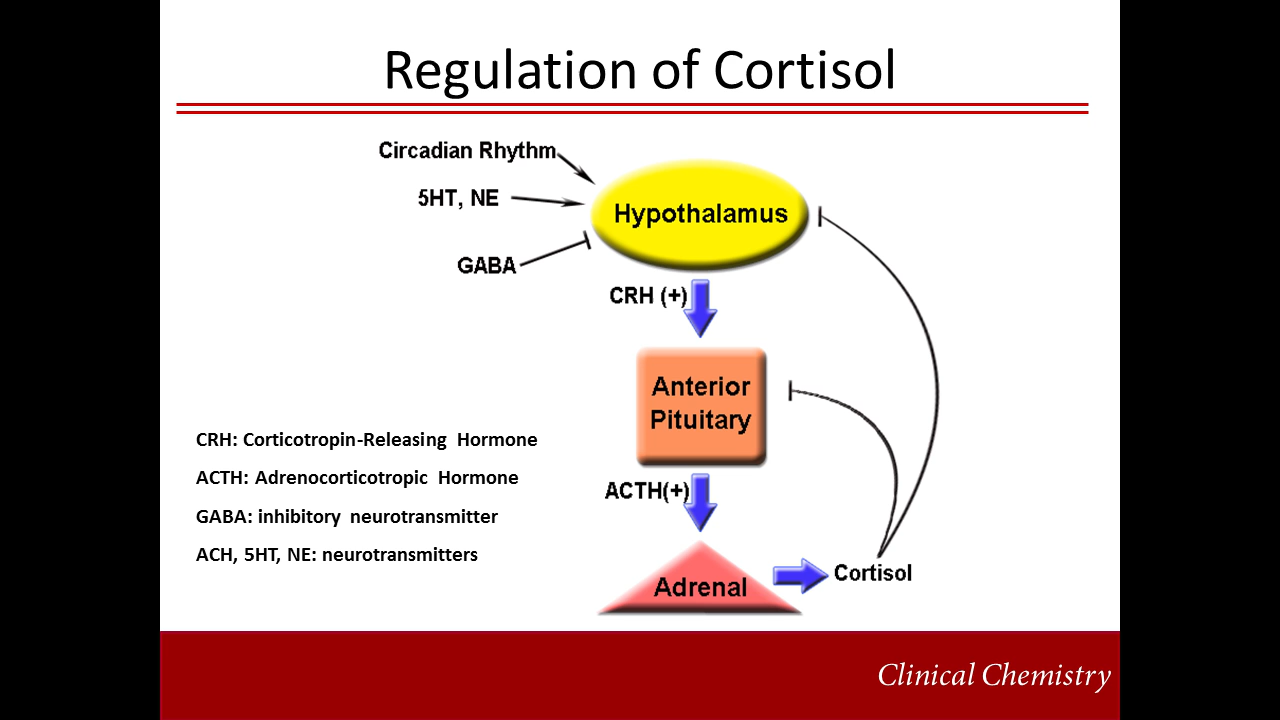 Regulation of Cortisol
Circadian Rhythm
5HT, NE
GABA
Hypothalamus
CRH (+)
Anterior
Pituitary
ACTH(+)
Adrenal
Cortisol
CRH: Corticotropin-Releasing Hormone
ACTH: Adrenocorticotropic Hormone
GABA: inhibitory neurotransmitter
ACH, 5HT, NE: neurotransmitters
Clinical Chemistry